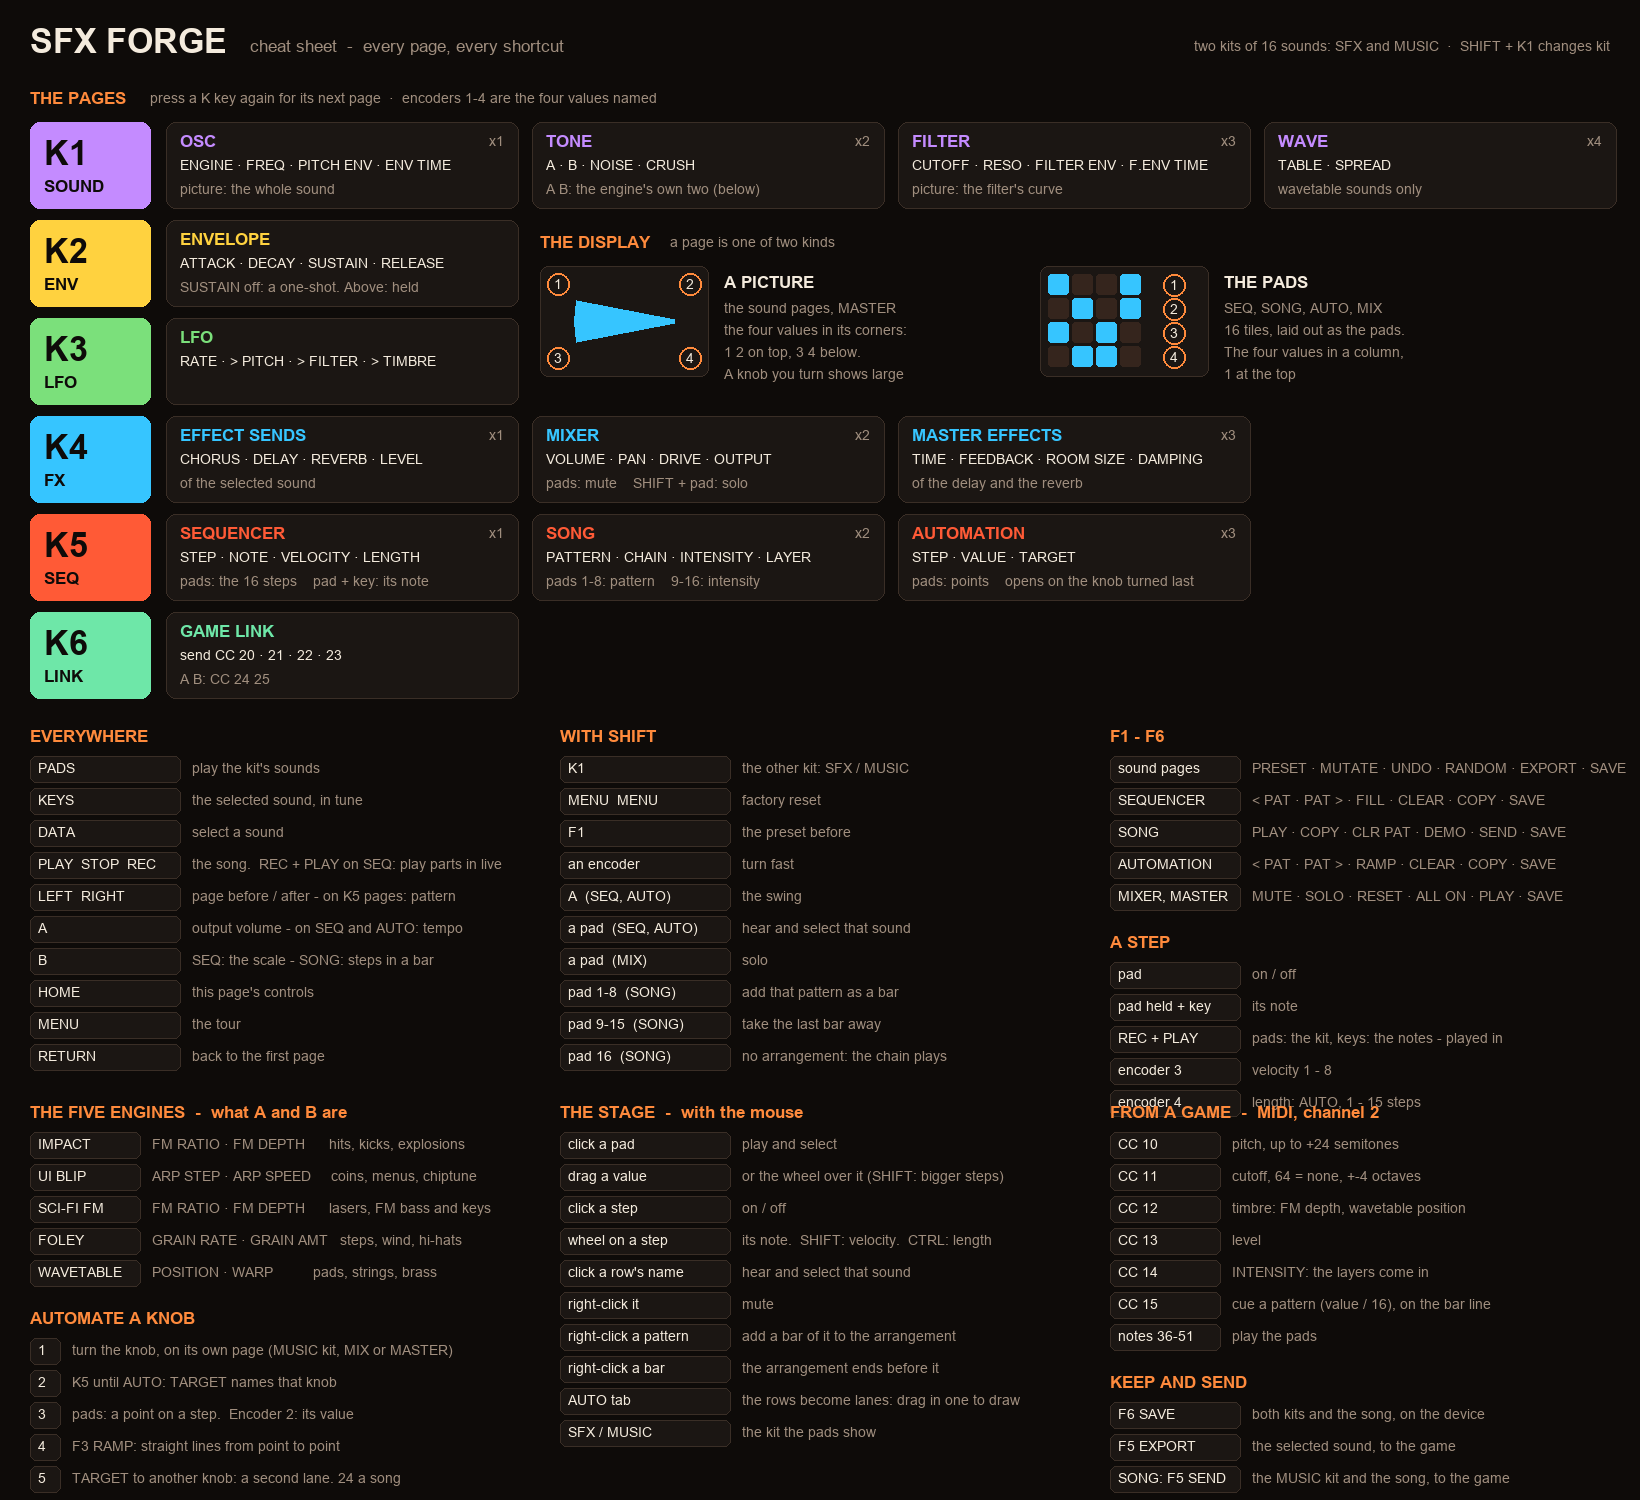 SFX FORGE cheat sheet - every page, every shortcut
two kits of 16 sounds: SFX and MUSIC · SHIFT + K1 changes kit
THE PAGES press a K key again for its next page · encoders 1-4 are the four values named
K1
SOUND
OSC x1
ENGINE · FREQ · PITCH ENV · ENV TIME
picture: the whole sound
TONE x2
A · B · NOISE · CRUSH
A B: the engine's own two (below)
FILTER x3
CUTOFF · RESO · FILTER ENV · F.ENV TIME
picture: the filter's curve
WAVE x4
TABLE · SPREAD
wavetable sounds only
K2
ENV
ENVELOPE
ATTACK · DECAY · SUSTAIN · RELEASE
SUSTAIN off: a one-shot. Above: held
K3
LFO
LFO
RATE · > PITCH · > FILTER · > TIMBRE
THE DISPLAY a page is one of two kinds
1
2
3
4
A PICTURE
the sound pages, MASTER
the four values in its corners:
1 2 on top, 3 4 below.
A knob you turn shows large
1
2
3
4
THE PADS
SEQ, SONG, AUTO, MIX
16 tiles, laid out as the pads.
The four values in a column,
1 at the top
K4
FX
EFFECT SENDS x1
CHORUS · DELAY · REVERB · LEVEL
of the selected sound
MIXER x2
VOLUME · PAN · DRIVE · OUTPUT
pads: mute SHIFT + pad: solo
MASTER EFFECTS x3
TIME · FEEDBACK · ROOM SIZE · DAMPING
of the delay and the reverb
K5
SEQ
SEQUENCER x1
STEP · NOTE · VELOCITY · LENGTH
pads: the 16 steps pad + key: its note
SONG x2
PATTERN · CHAIN · INTENSITY · LAYER
pads 1-8: pattern 9-16: intensity
AUTOMATION x3
STEP · VALUE · TARGET
pads: points opens on the knob turned last
K6
LINK
GAME LINK
send CC 20 · 21 · 22 · 23
A B: CC 24 25
EVERYWHERE
PADS play the kit's sounds
KEYS the selected sound, in tune
DATA select a sound
PLAY STOP REC the song. REC + PLAY on SEQ: play parts in live
LEFT RIGHT page before / after - on K5 pages: pattern
A output volume - on SEQ and AUTO: tempo
B SEQ: the scale - SONG: steps in a bar
HOME this page's controls
MENU the tour
RETURN back to the first page
WITH SHIFT
K1 the other kit: SFX / MUSIC
MENU MENU factory reset
F1 the preset before
an encoder turn fast
A (SEQ, AUTO) the swing
a pad (SEQ, AUTO) hear and select that sound
a pad (MIX) solo
pad 1-8 (SONG) add that pattern as a bar
pad 9-15 (SONG) take the last bar away
pad 16 (SONG) no arrangement: the chain plays
F1 - F6
sound pages PRESET · MUTATE · UNDO · RANDOM · EXPORT · SAVE
SEQUENCER < PAT · PAT > · FILL · CLEAR · COPY · SAVE
SONG PLAY · COPY · CLR PAT · DEMO · SEND · SAVE
AUTOMATION < PAT · PAT > · RAMP · CLEAR · COPY · SAVE
MIXER, MASTER MUTE · SOLO · RESET · ALL ON · PLAY · SAVE
A STEP
pad on / off
pad held + key its note
REC + PLAY pads: the kit, keys: the notes - played in
encoder 3 velocity 1 - 8
encoder 4 length: AUTO, 1 - 15 steps
THE FIVE ENGINES - what A and B are
IMPACT FM RATIO · FM DEPTH hits, kicks, explosions
UI BLIP ARP STEP · ARP SPEED coins, menus, chiptune
SCI-FI FM FM RATIO · FM DEPTH lasers, FM bass and keys
FOLEY GRAIN RATE · GRAIN AMT steps, wind, hi-hats
WAVETABLE POSITION · WARP pads, strings, brass
AUTOMATE A KNOB
1 turn the knob, on its own page (MUSIC kit, MIX or MASTER)
2 K5 until AUTO: TARGET names that knob
3 pads: a point on a step. Encoder 2: its value
4 F3 RAMP: straight lines from point to point
5 TARGET to another knob: a second lane. 24 a song
THE STAGE - with the mouse
click a pad play and select
drag a value or the wheel over it (SHIFT: bigger steps)
click a step on / off
wheel on a step its note. SHIFT: velocity. CTRL: length
click a row's name hear and select that sound
right-click it mute
right-click a pattern add a bar of it to the arrangement
right-click a bar the arrangement ends before it
AUTO tab the rows become lanes: drag in one to draw
SFX / MUSIC the kit the pads show
FROM A GAME - MIDI, channel 2
CC 10 pitch, up to +24 semitones
CC 11 cutoff, 64 = none, +-4 octaves
CC 12 timbre: FM depth, wavetable position
CC 13 level
CC 14 INTENSITY: the layers come in
CC 15 cue a pattern (value / 16), on the bar line
notes 36-51 play the pads
KEEP AND SEND
F6 SAVE both kits and the song, on the device
F5 EXPORT the selected sound, to the game
SONG: F5 SEND the MUSIC kit and the song, to the game